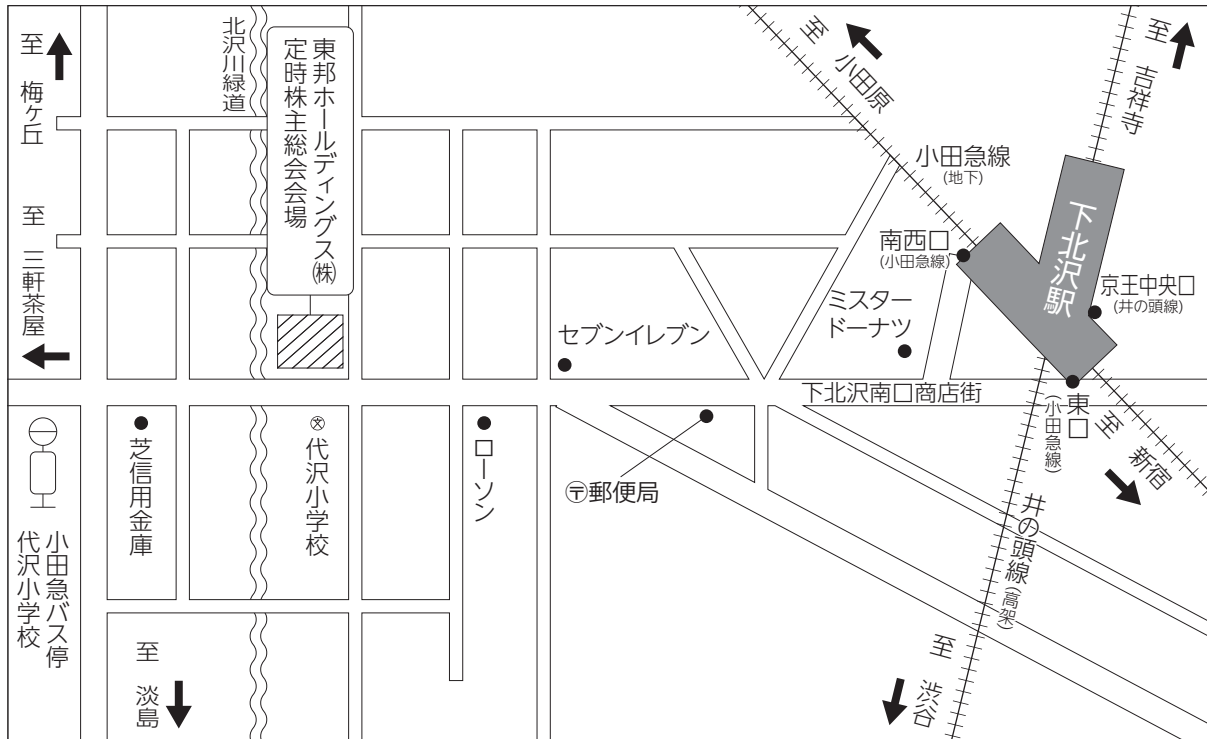 至 梅ヶ丘
至 三軒茶屋
北沢川緑道
東邦ホールディングス㈱
定時株主総会会場
至 小田原
小田急線
(地下)
至 吉祥寺
下北沢駅
南西口
(小田急線)
京王中央口
(井の頭線)
ミスター
ドーナツ
セブンイレブン
下北沢南口商店街
東口
(小田急線)
至 新宿
小田急バス停
代沢小学校
芝信用金庫
文
代沢小学校
ローソン
〒郵便局
井の頭線(高架)
至 渋谷
至 淡島